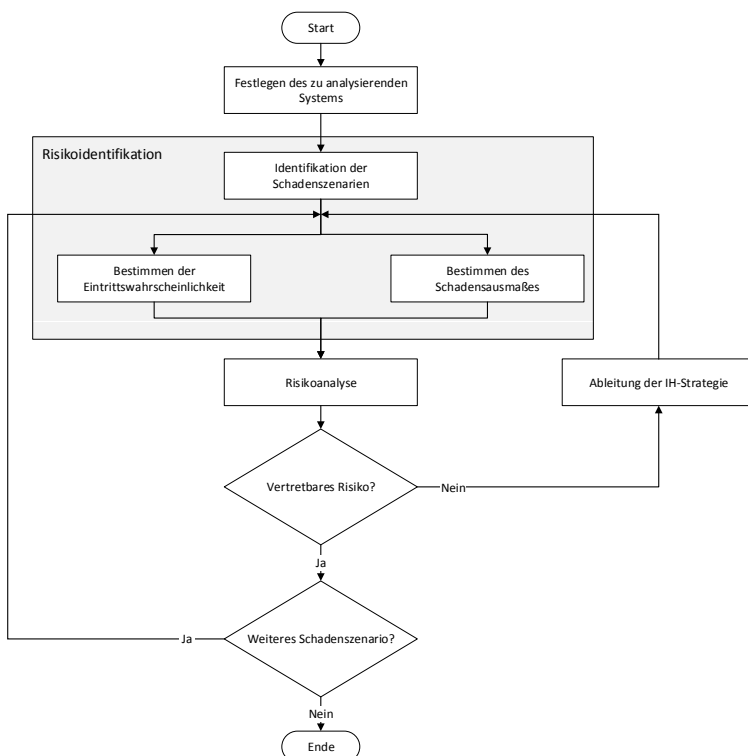 Start
Festlegen des zu analysierenden
Systems
Risikoidentifikation
Identifikation der
Schadenszenarien
Bestimmen der
Eintrittswahrscheinlichkeit
Bestimmen des
Schadensausmaßes
Risikoanalyse
Ableitung der IH-Strategie
Vertretbares Risiko?
Nein
Ja
Weiteres Schadenszenario?
Ja
Nein
Ende